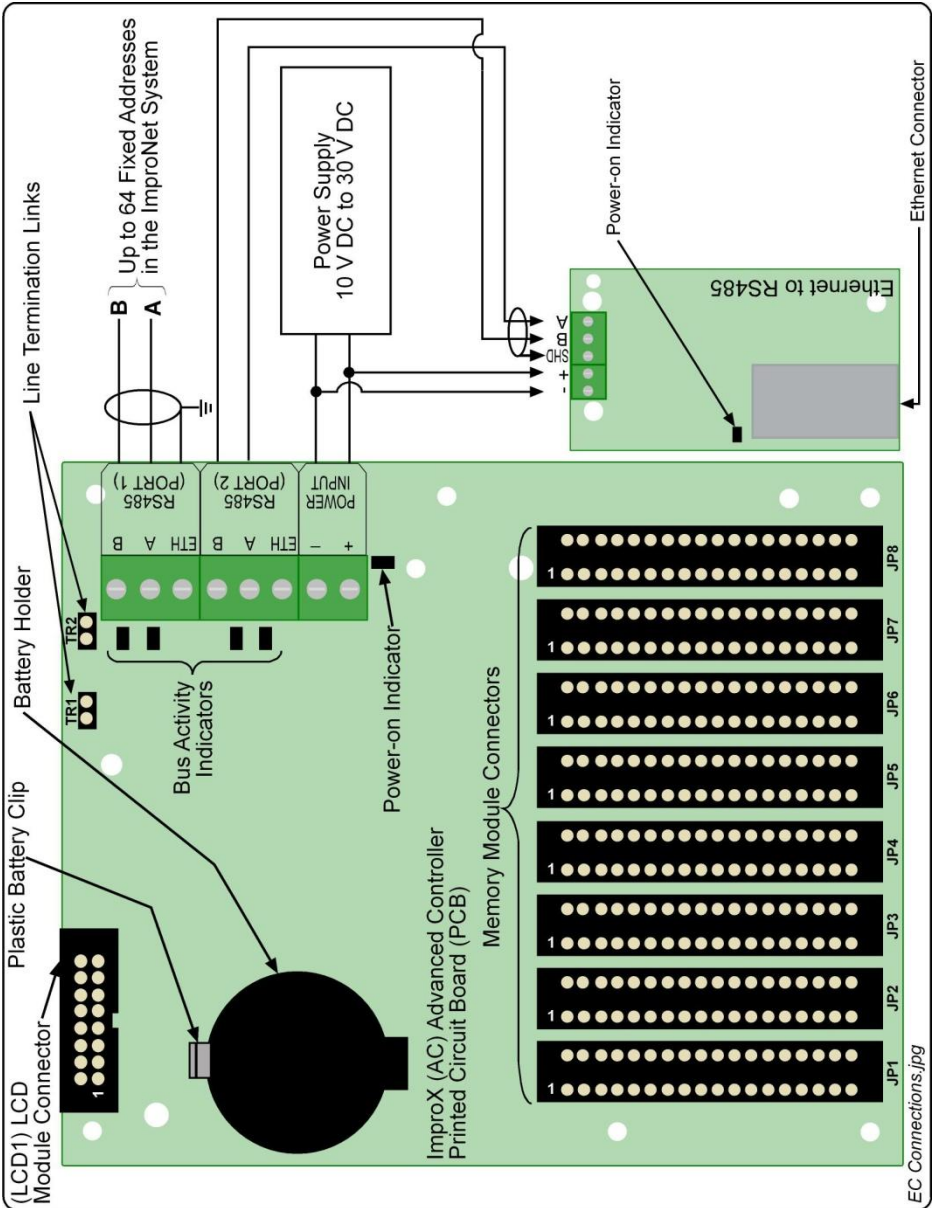 (LCD1) LCD
Module Connector
Plastic Battery Clip
Battery Holder
Line Termination Links
Up to 64 Fixed Addresses
in the ImproNet System
B
A
TR1
TR2
1
Bus Activity
Indicators
B
A
ETH
B
A
ETH
–
+
RS485
(PORT 1)
RS485
(PORT 2)
POWER
INPUT
Power Supply
10 V DC to 30 V DC
Power-on Indicator
ImproX (AC) Advanced Controller
Printed Circuit Board (PCB)
Memory Module Connectors
1
1
1
1
1
1
1
1
JP1
JP2
JP3
JP4
JP5
JP6
JP7
JP8
-
+
SHD
B
A
Ethernet to RS485
Power-on Indicator
Ethernet Connector
EC Connections.jpg